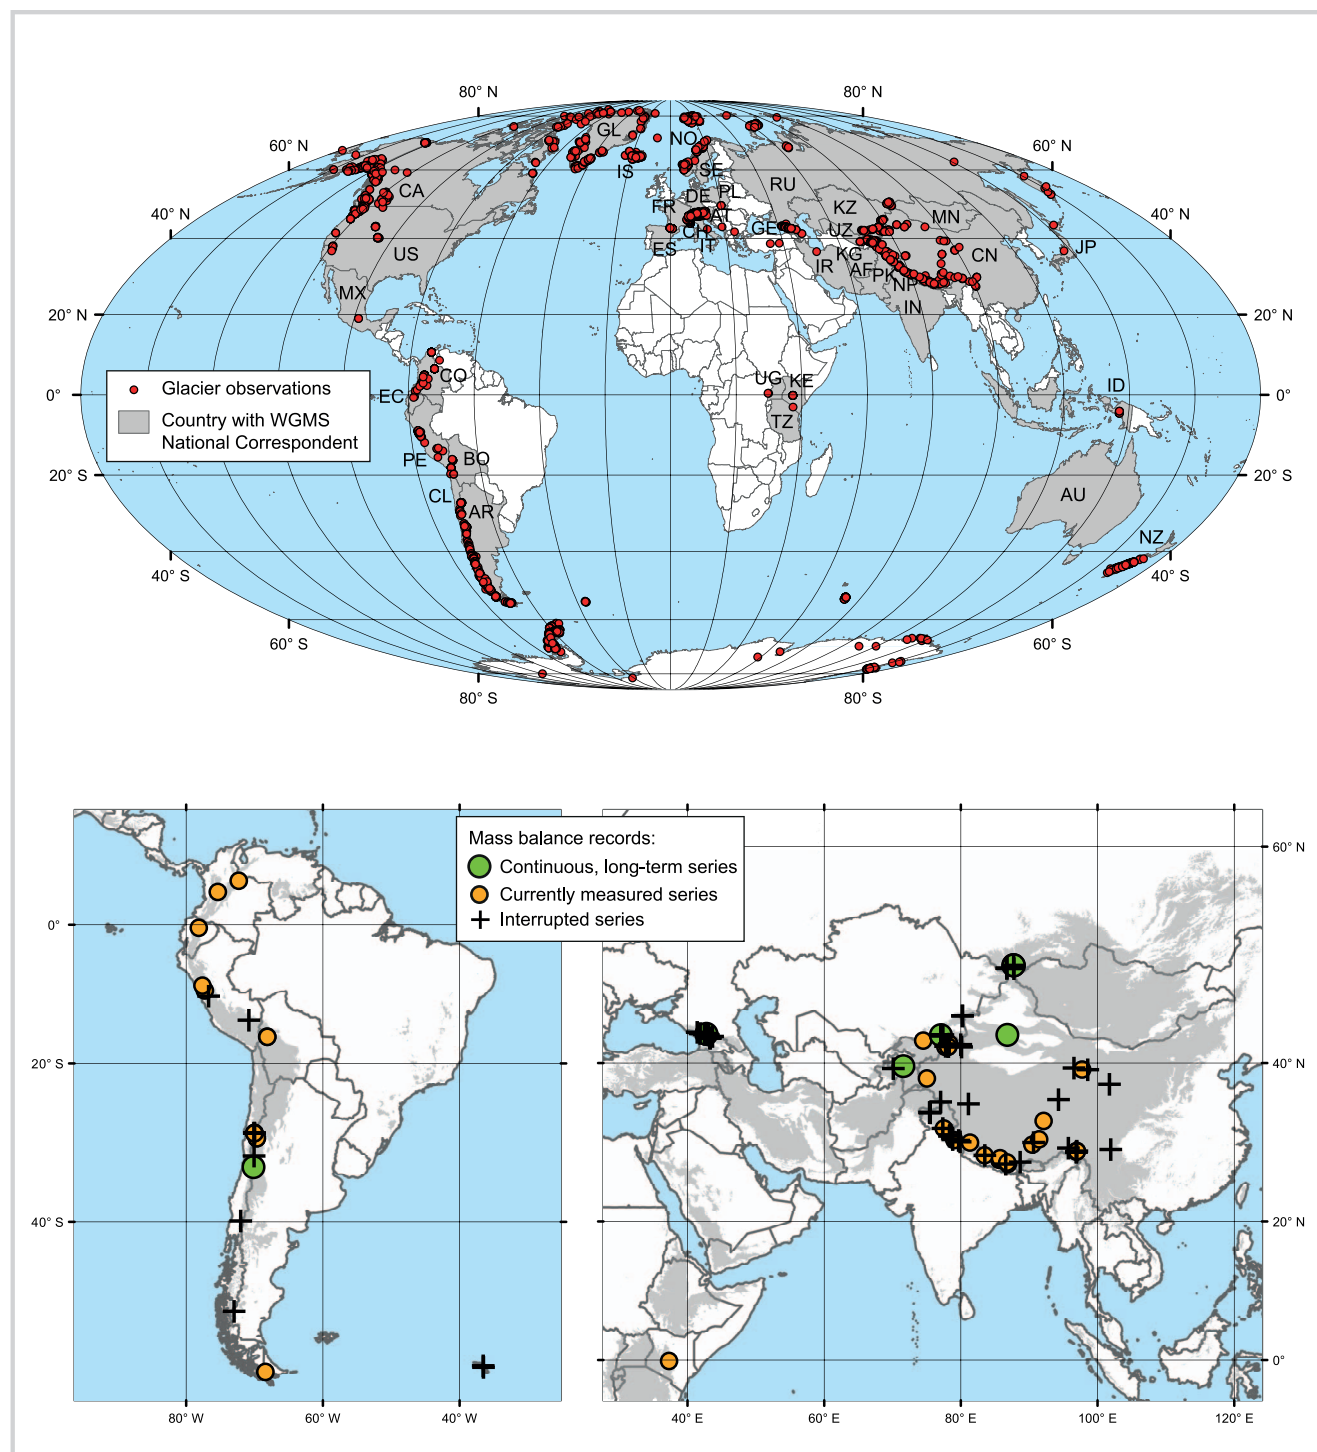 80° N
80° N
60° N
60° N
40° N
40° N
20° N
20° N
0°
0°
20° S
20° S
40° S
40° S
60° S
60° S
80° S
80° S
GL
NO
IS
SE
RU
CA
DE
PL
FR
AT
CH
KZ
MN
US
ES
IT
GE
UZ
KG
CN
JP
IR
AF
PK
NP
IN
MX
CO
EC
UG
KE
TZ
ID
PE
BO
CL
AR
AU
NZ
Glacier observations
Country with WGMS
National Correspondent
Mass balance records:
Continuous, long-term series
Currently measured series
Interrupted series
0°
20° S
40° S
80° W
60° W
40° W
60° N
40° N
20° N
0°
40° E
60° E
80° E
100° E
120° E